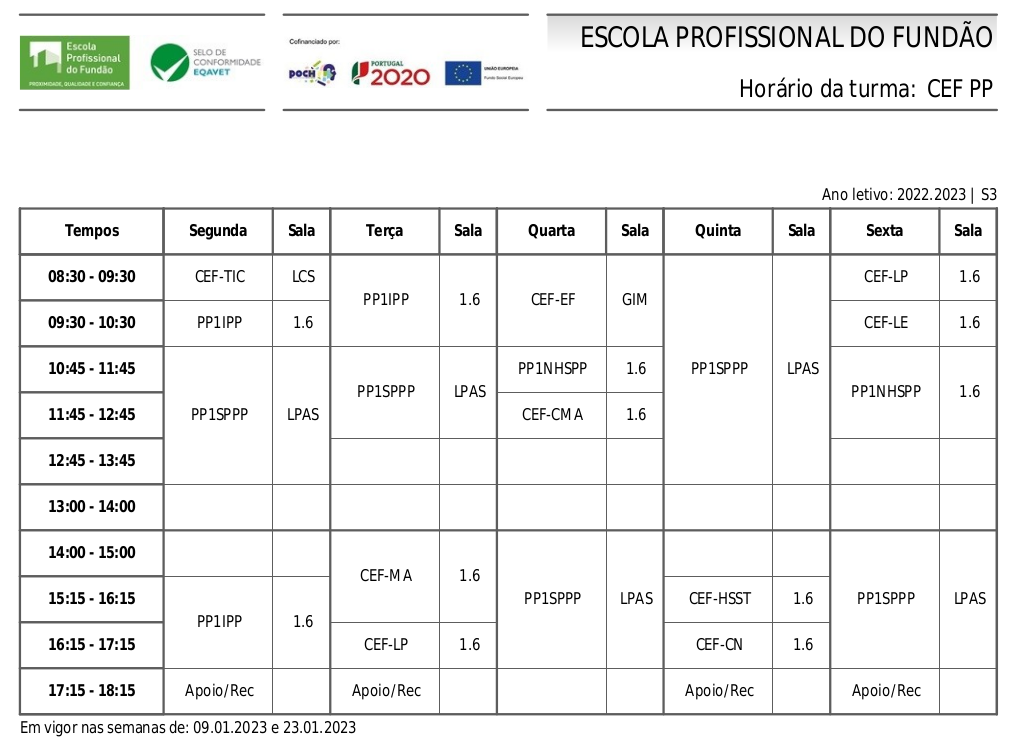 Escola
Profissional
do Fundão
PROXIMIDADE, QUALIDADE E CONFIANÇA
SELO DE
CONFORMIDADE
EQAVET
Cofinanciado por:
POCH
PORTUGAL
2020
UNIÃO EUROPEIA
Fundo Social Europeu
ESCOLA PROFISSIONAL DO FUNDÃO
Horário da turma: CEF PP
Ano letivo: 2022.2023 | S3
Tempos Segunda Sala Terça Sala Quarta Sala Quinta Sala Sexta Sala
08:30 - 09:30 CEF-TIC LCS CEF-LP 1.6
PP1IPP 1.6 CEF-EF GIM
09:30 - 10:30 PP1IPP 1.6 CEF-LE 1.6
10:45 - 11:45 PP1NHSPP 1.6 PP1SPPP LPAS
PP1SPPP LPAS PP1NHSPP 1.6
11:45 - 12:45 PP1SPPP LPAS CEF-CMA 1.6
12:45 - 13:45
13:00 - 14:00
14:00 - 15:00
CEF-MA 1.6
15:15 - 16:15 PP1SPPP LPAS CEF-HSST 1.6 PP1SPPP LPAS
PP1IPP 1.6
16:15 - 17:15 CEF-LP 1.6 CEF-CN 1.6
17:15 - 18:15 Apoio/Rec Apoio/Rec Apoio/Rec Apoio/Rec
Em vigor nas semanas de: 09.01.2023 e 23.01.2023